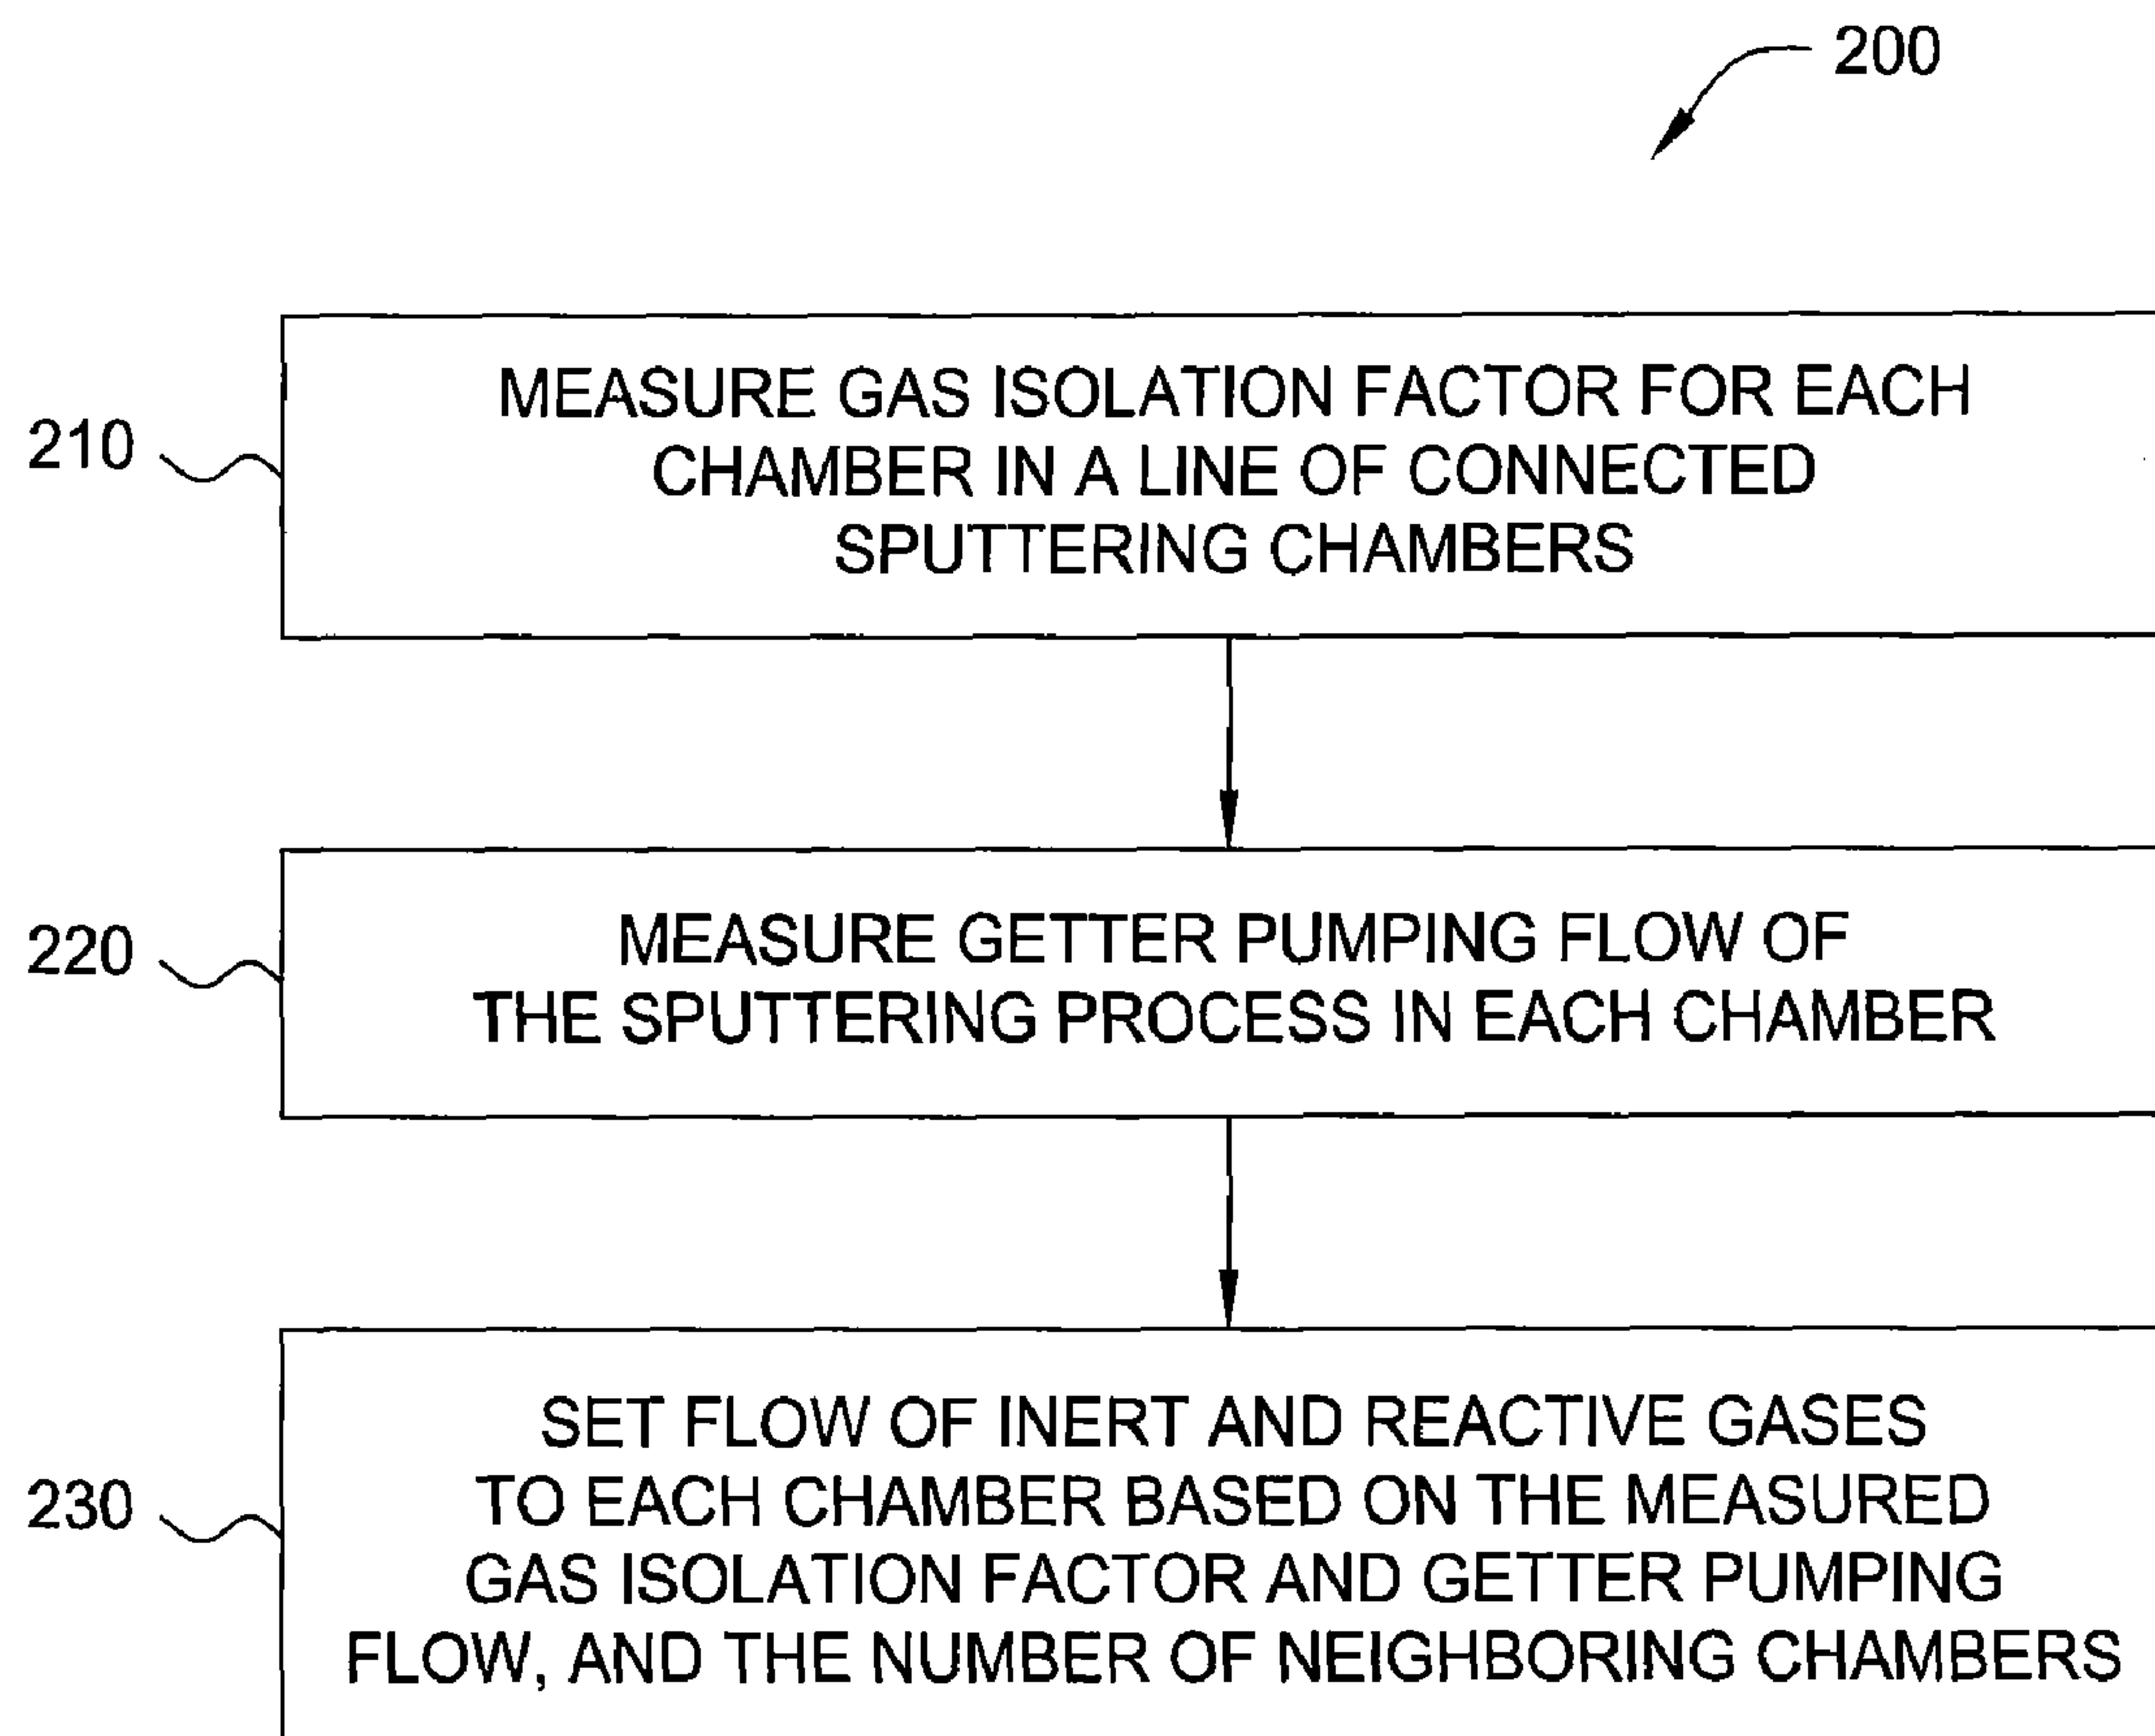 200
210
MEASURE GAS ISOLATION FACTOR FOR EACH
CHAMBER IN A LINE OF CONNECTED
SPUTTERING CHAMBERS
220
MEASURE GETTER PUMPING FLOW OF
THE SPUTTERING PROCESS IN EACH CHAMBER
230
SET FLOW OF INERT AND REACTIVE GASES
TO EACH CHAMBER BASED ON THE MEASURED
GAS ISOLATION FACTOR AND GETTER PUMPING
FLOW, AND THE NUMBER OF NEIGHBORING CHAMBERS